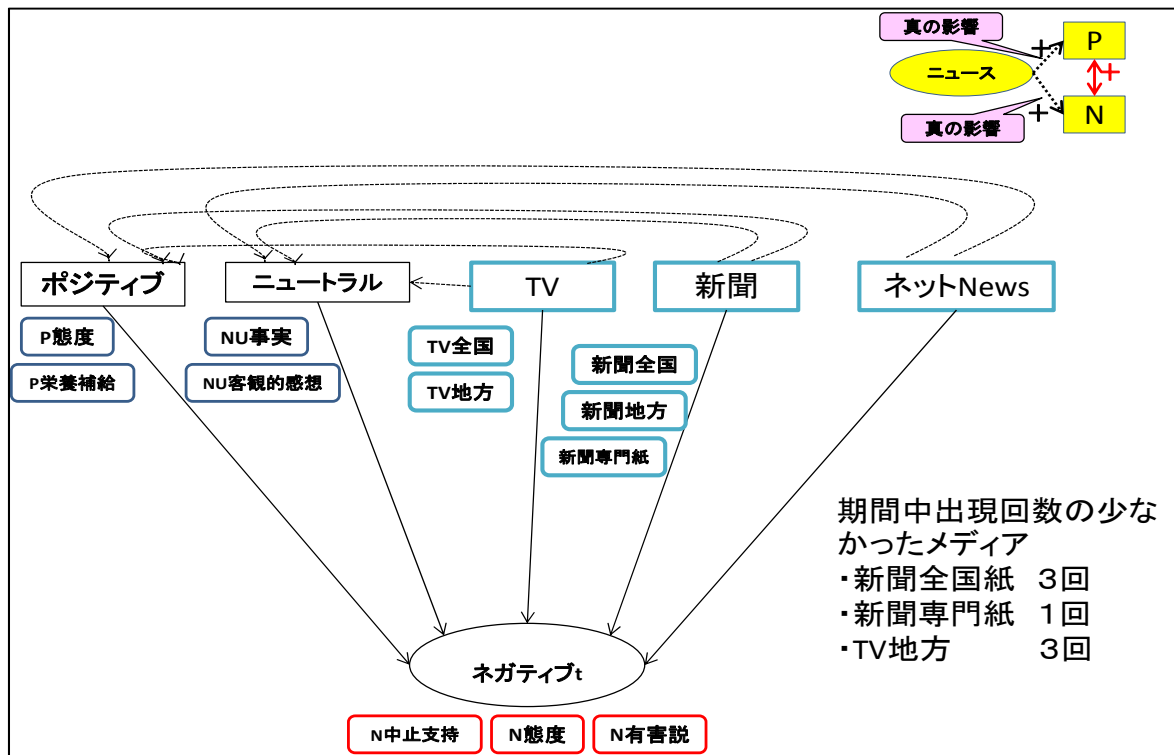 真の影響
P
+
ニュース
+
+
N
真の影響
ポジティブ
ニュートラル
TV
新聞
ネットNews
P態度
P栄養補給
NU事実
NU客観的感想
TV全国
TV地方
新聞全国
新聞地方
新聞専門紙
期間中出現回数の少な
かったメディア
・新聞全国紙 3回
・新聞専門紙 1回
・TV地方 3回
ネガティブt
N中止支持
N態度
N有害説